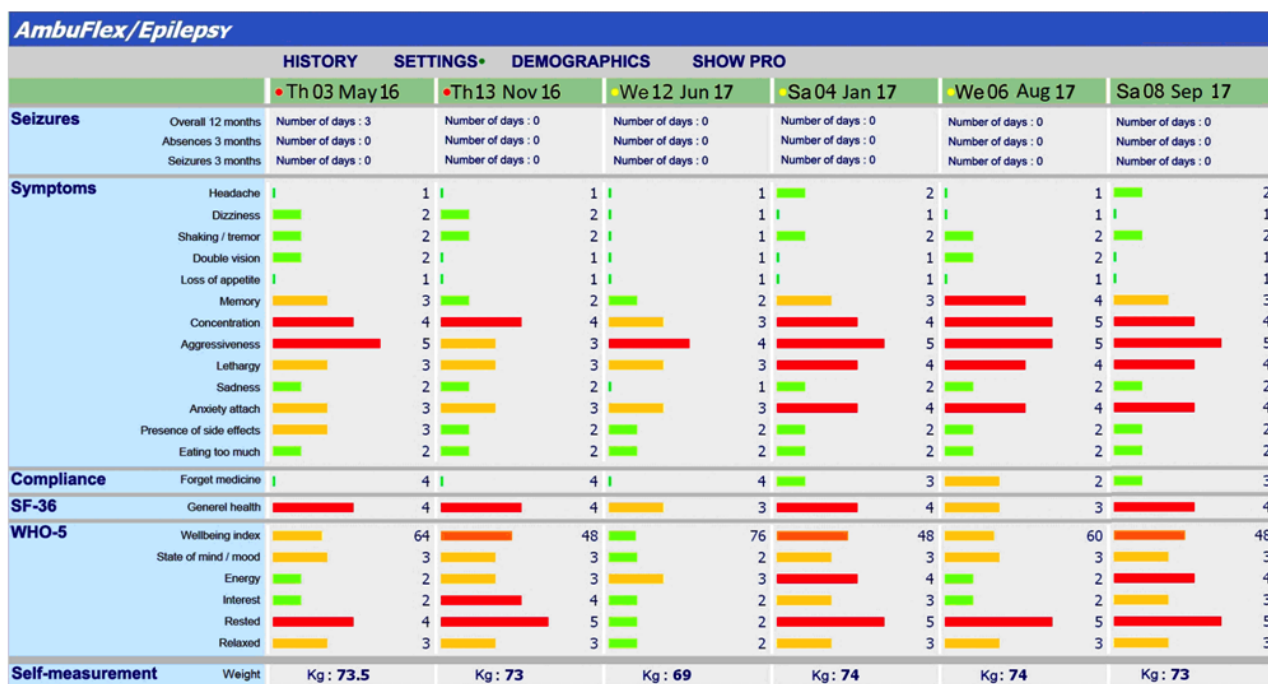 AmbuFlex/Epilepsy
HISTORY SETTINGS• DEMOGRAPHICS SHOW PRO
Th 03 May 16 Th 13 Nov 16 We 12 Jun 17 Sa 04 Jan 17 We 06 Aug 17 Sa 08 Sep 17
Seizures Overall 12 months Number of days : 3 Number of days : 0 Number of days : 0 Number of days : 0 Number of days : 0 Number of days : 0
Absences 3 months Number of days : 0 Number of days : 0 Number of days : 0 Number of days : 0 Number of days : 0 Number of days : 0
Seizures 3 months Number of days : 0 Number of days : 0 Number of days : 0 Number of days : 0 Number of days : 0 Number of days : 0
Symptoms Headache 1 1 1 2 1 2
Dizziness 2 2 1 1 1 1
Shaking / tremor 2 2 1 2 2 2
Double vision 2 1 1 1 2 1
Loss of appetite 1 1 1 1 1 1
Memory 3 2 2 3 4 3
Concentration 4 4 3 4 5 4
Aggressiveness 5 3 4 5 5 5
Lethargy 3 3 3 4 4 4
Sadness 2 2 1 2 2 2
Anxiety attach 3 3 3 4 4 4
Presence of side effects 3 2 2 2 2 2
Eating too much 2 2 2 2 2 2
Compliance Forget medicine 4 4 4 3 2 3
SF-36 Generel health 4 4 3 4 3 4
WHO-5 Wellbeing index 64 48 76 48 60 48
State of mind / mood 3 3 2 3 3 3
Energy 2 3 3 4 2 4
Interest 2 4 2 3 2 3
Rested 4 5 2 5 5 5
Relaxed 3 3 2 3 3 3
Self-measurement Weight Kg : 73.5 Kg : 73 Kg : 69 Kg : 74 Kg : 74 Kg : 73